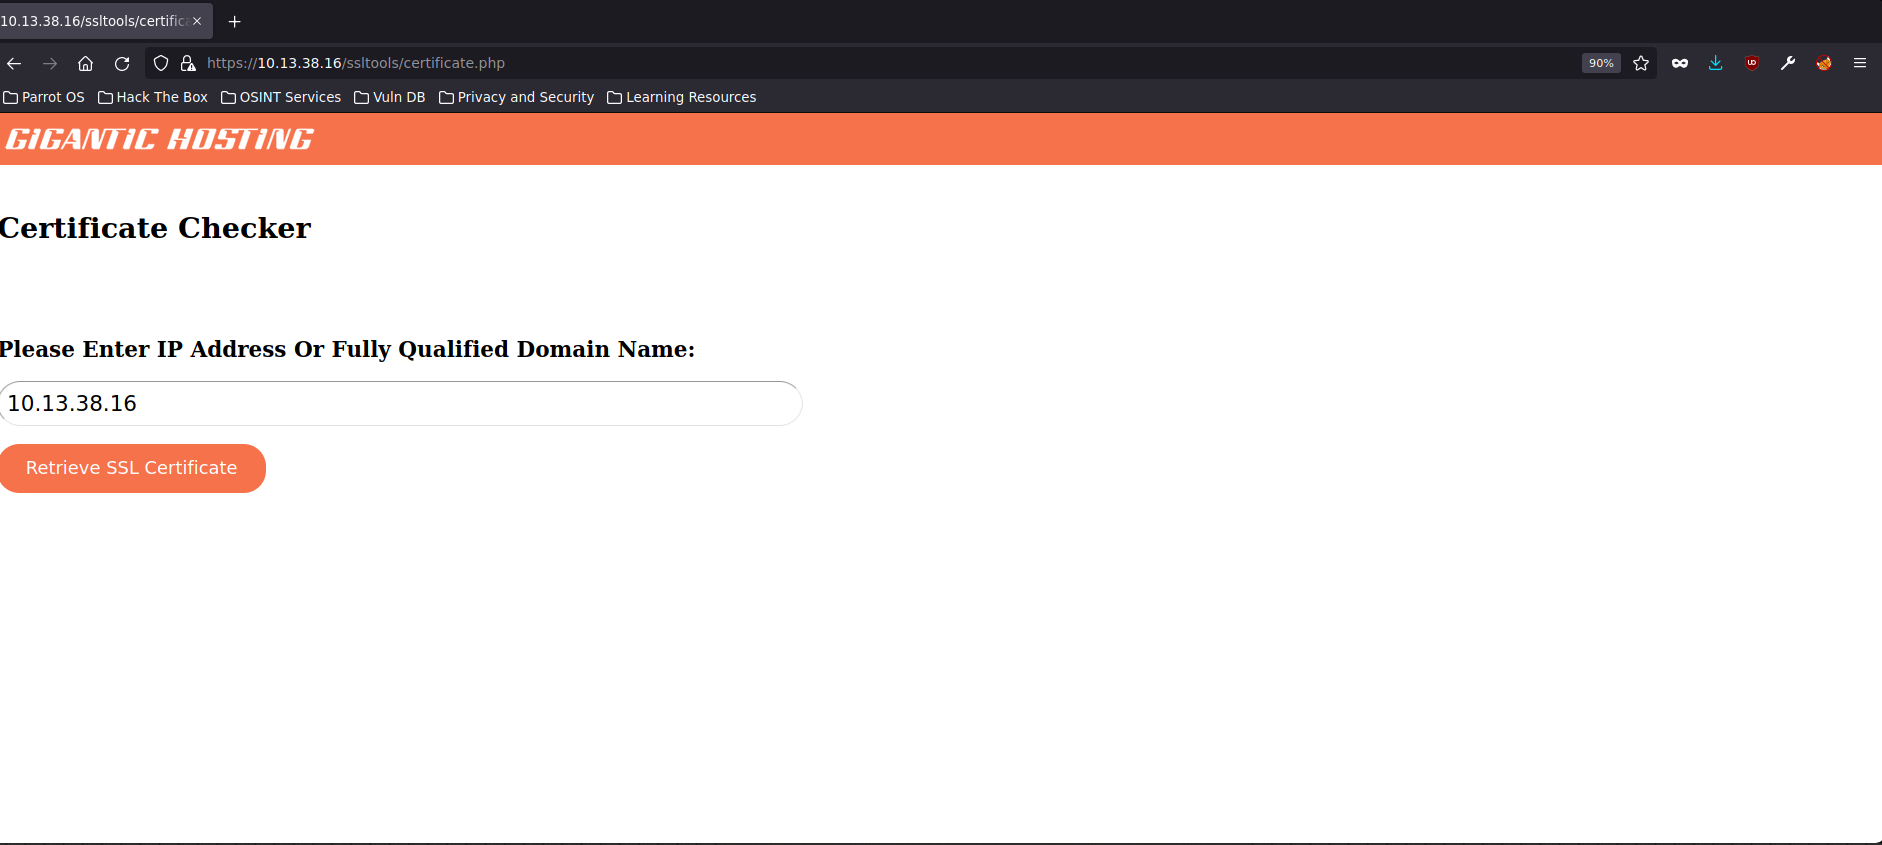 10.13.38.16/ssltools/certific
https://10.13.38.16/ssltools/certificate.php 90%
Parrot OS Hack The Box OSINT Services Vuln DB Privacy and Security Learning Resources
GIGANTIC HOSTING
Certificate Checker
Please Enter IP Address Or Fully Qualified Domain Name:
10.13.38.16
Retrieve SSL Certificate